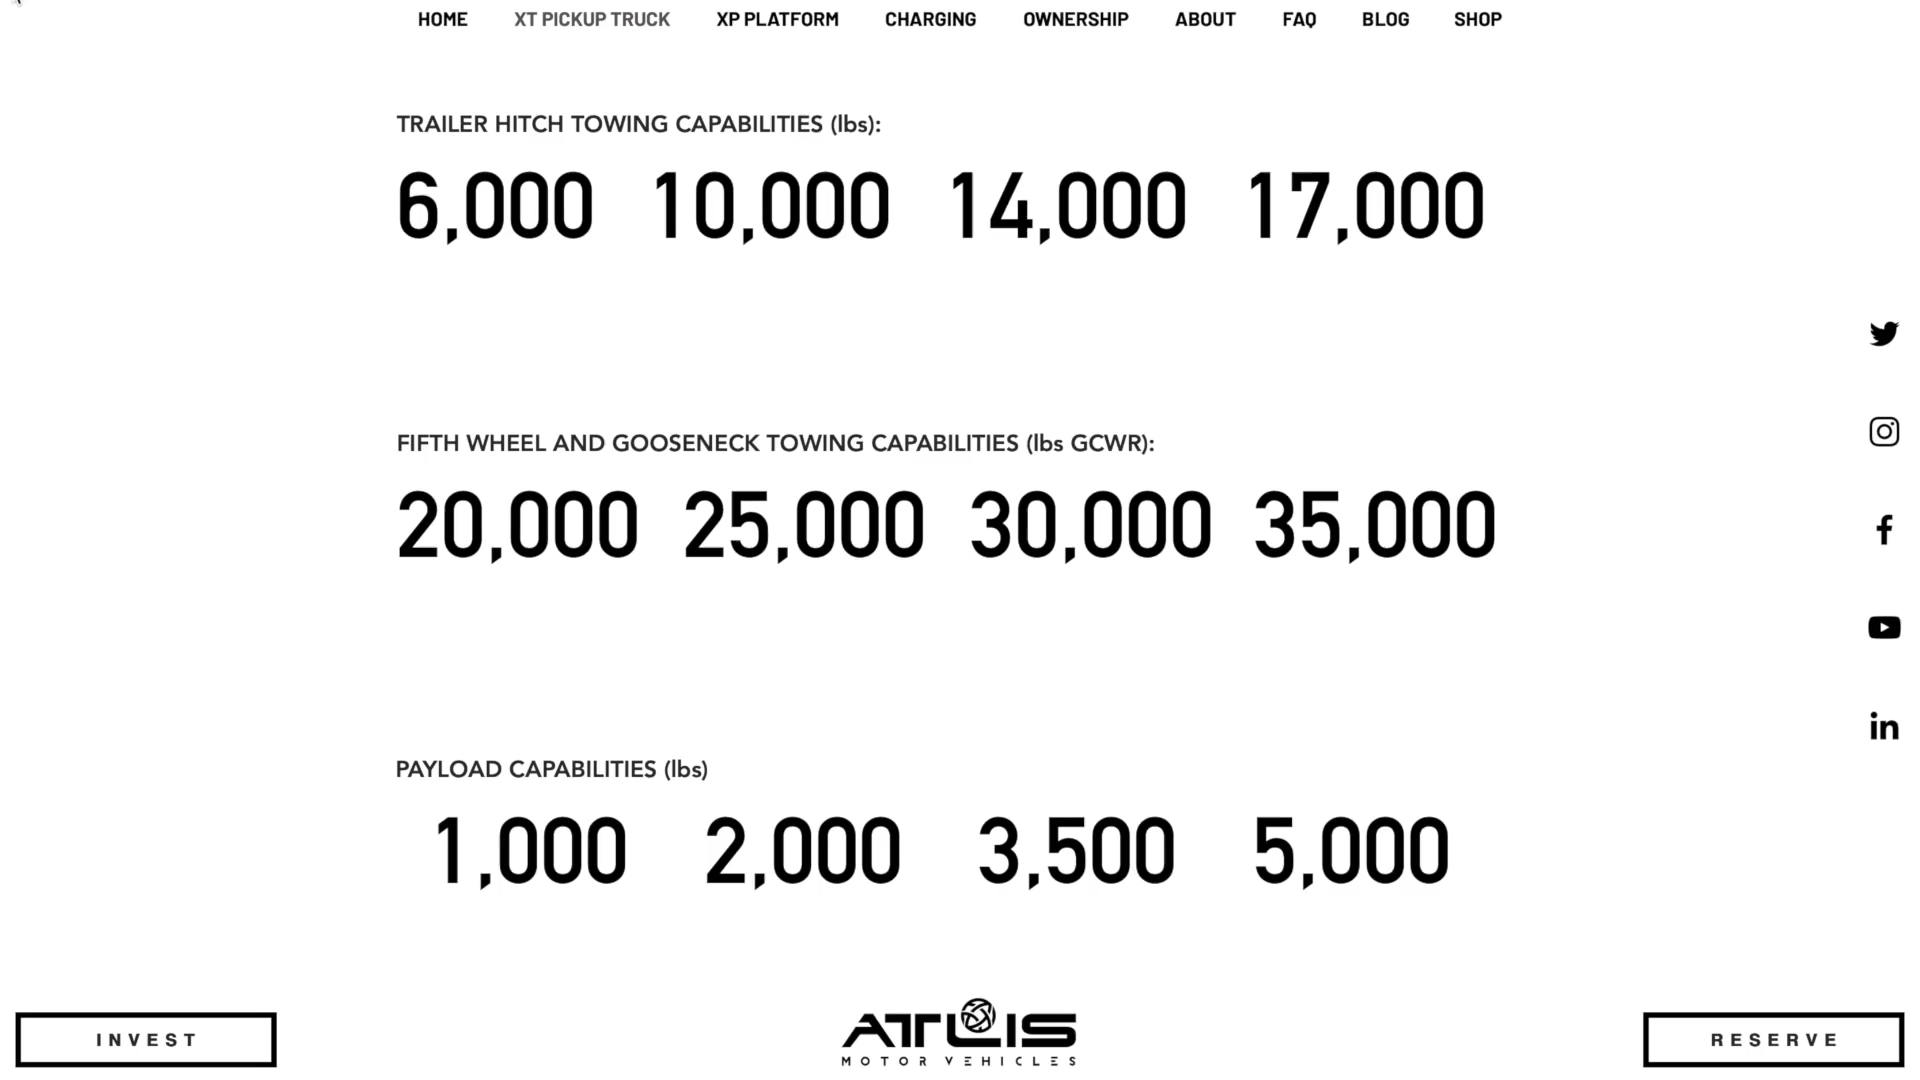 HOME XT PICKUP TRUCK XP PLATFORM CHARGING OWNERSHIP ABOUT FAQ BLOG SHOP
TRAILER HITCH TOWING CAPABILITIES (lbs):
6,000 10,000 14,000 17,000
FIFTH WHEEL AND GOOSENECK TOWING CAPABILITIES (lbs GCWR):
20,000 25,000 30,000 35,000
PAYLOAD CAPABILITIES (lbs)
1,000 2,000 3,500 5,000
INVEST
ATLIS
MOTOR VEHICLES
RESERVE